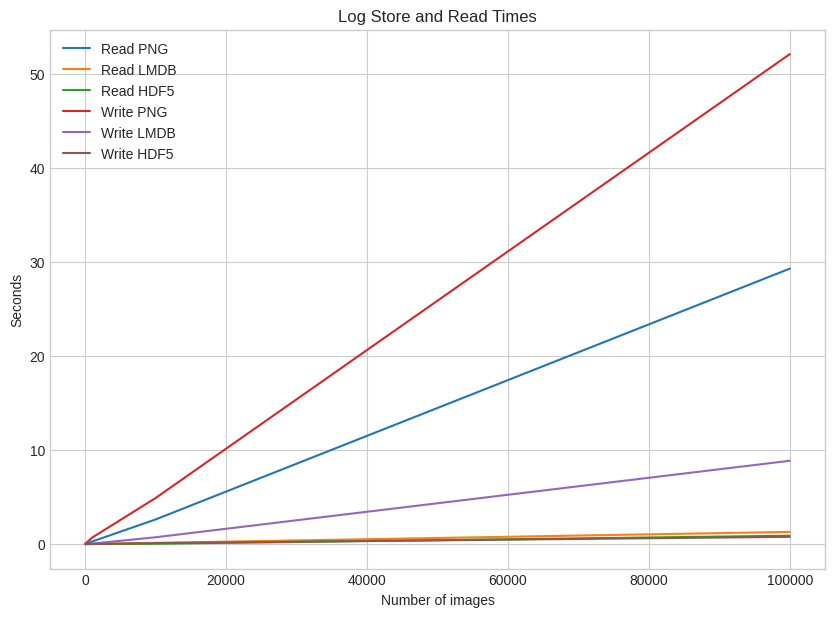 Log Store and Read Times
Read PNG
Read LMDB
Read HDF5
Write PNG
Write LMDB
Write HDF5
50
40
30
20
10
0
Seconds
0 20000 40000 60000 80000 100000
Number of images